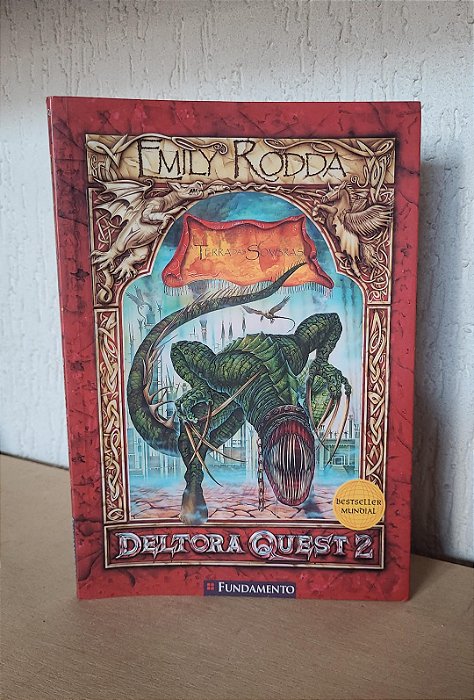 EMILY RODDA
TERRA DAS SOMBRAS
BESTSELLER
MUNDIAL
DELTORA QUEST 2
FUNDAMENTO